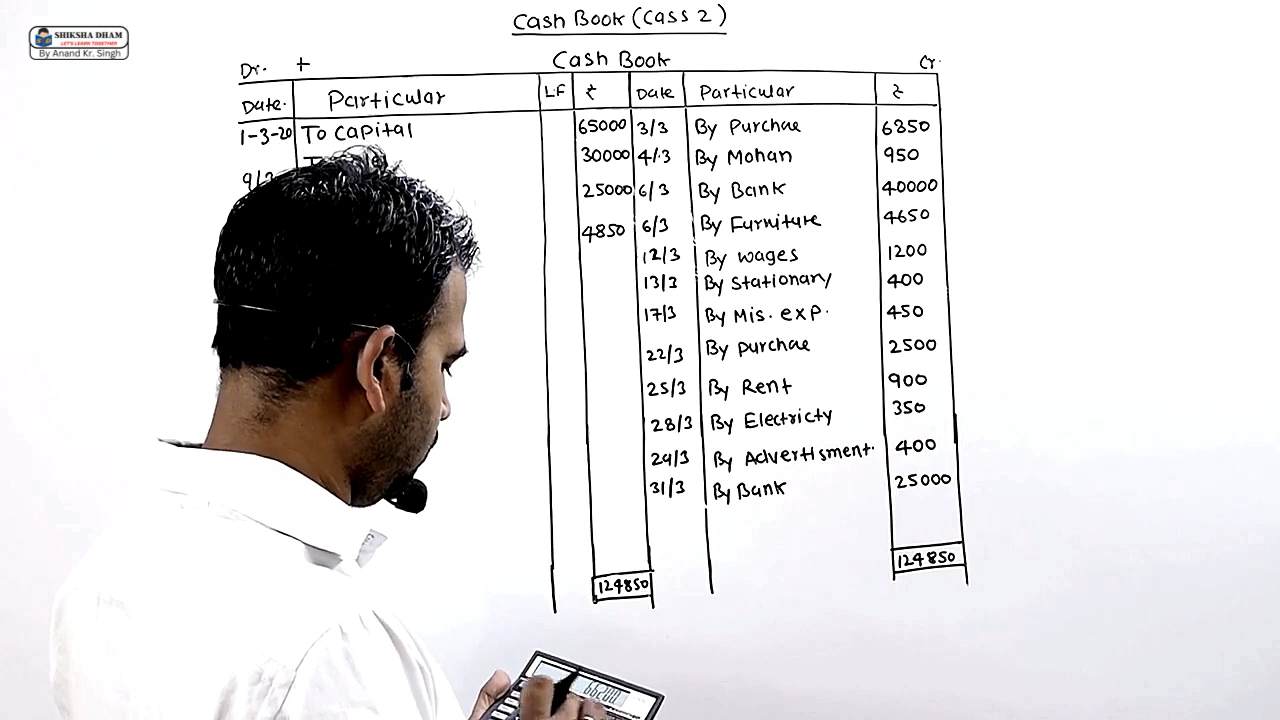 SHIKSHA DHAM
LET'S LEARN TOGETHER
By Anand Kr. Singh
Cash Book (Cass 2)
Dr. + Cash Book Cr.
Date. Particular L.F ₹ Date Particular ₹
1-3-20 To Capital 65000 3/3 By Purchae 6850
30000 4/3 By Mohan 950
25000 6/3 By Bank 40000
4850 6/3 By Furniture 4650
12/3 By wages 1200
13/3 By Stationary 400
17/3 By Mis. exp. 450
22/3 By purchae 2500
25/3 By Rent 900
28/3 By Electricty 350
29/3 By Advertisment. 400
31/3 By Bank 25000
124850 124850